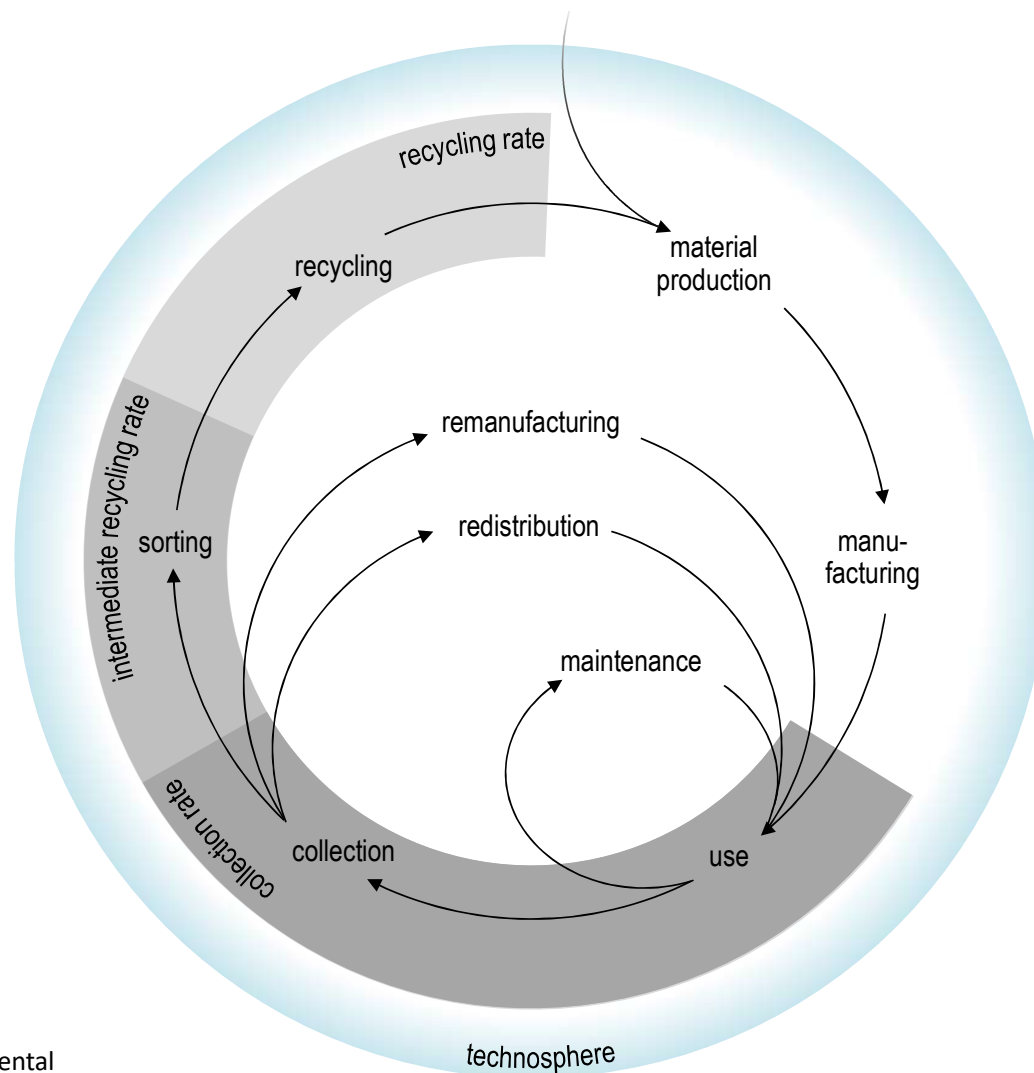 recycling rate
material
production
recycling
remanufacturing
intermediate recycling rate
redistribution
sorting
manu-
facturing
maintenance
collection rate
collection
use
technosphere
ental